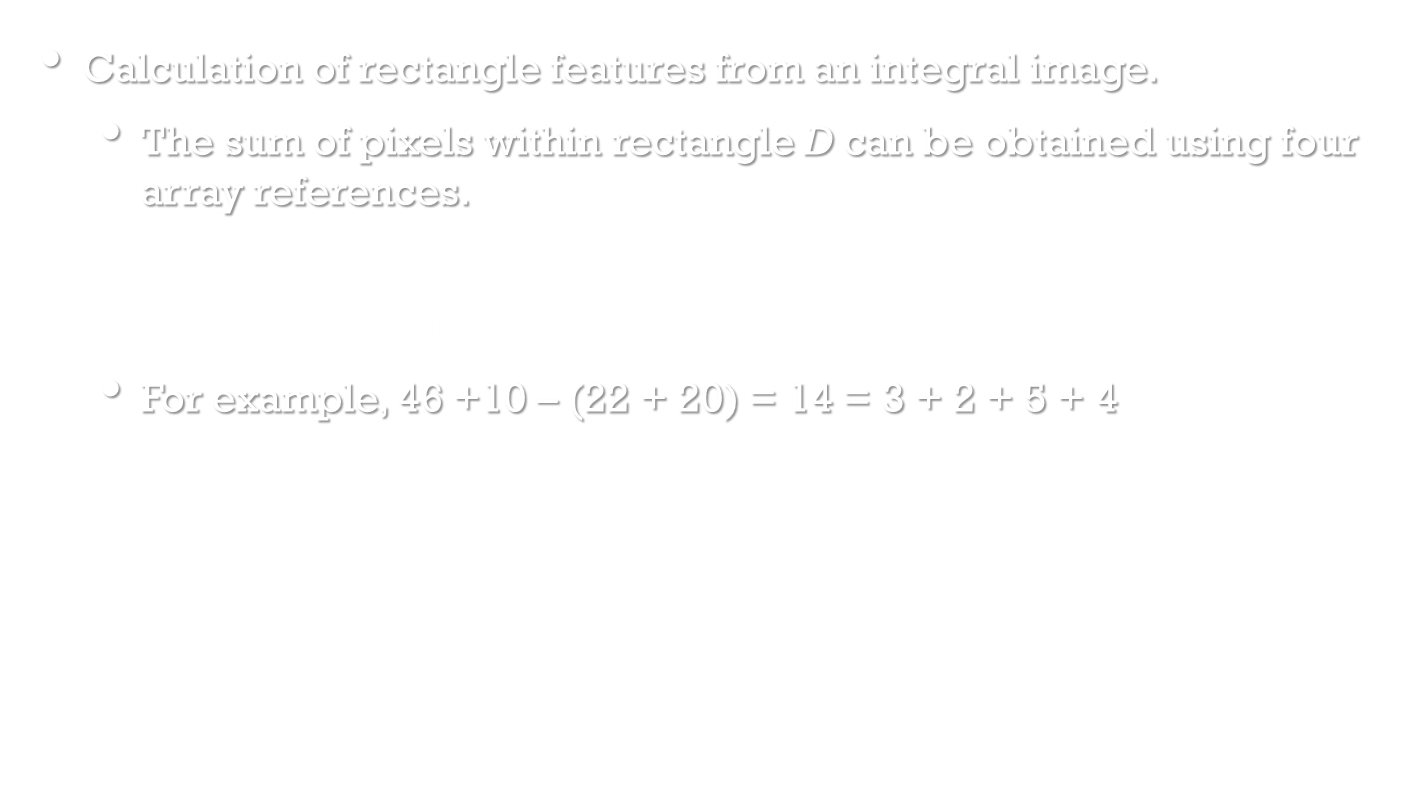 • Calculation of rectangle features from an integral image.
• The sum of pixels within rectangle D can be obtained using four
array references.
• For example, 46 +10 – (22 + 20) = 14 = 3 + 2 + 5 + 4